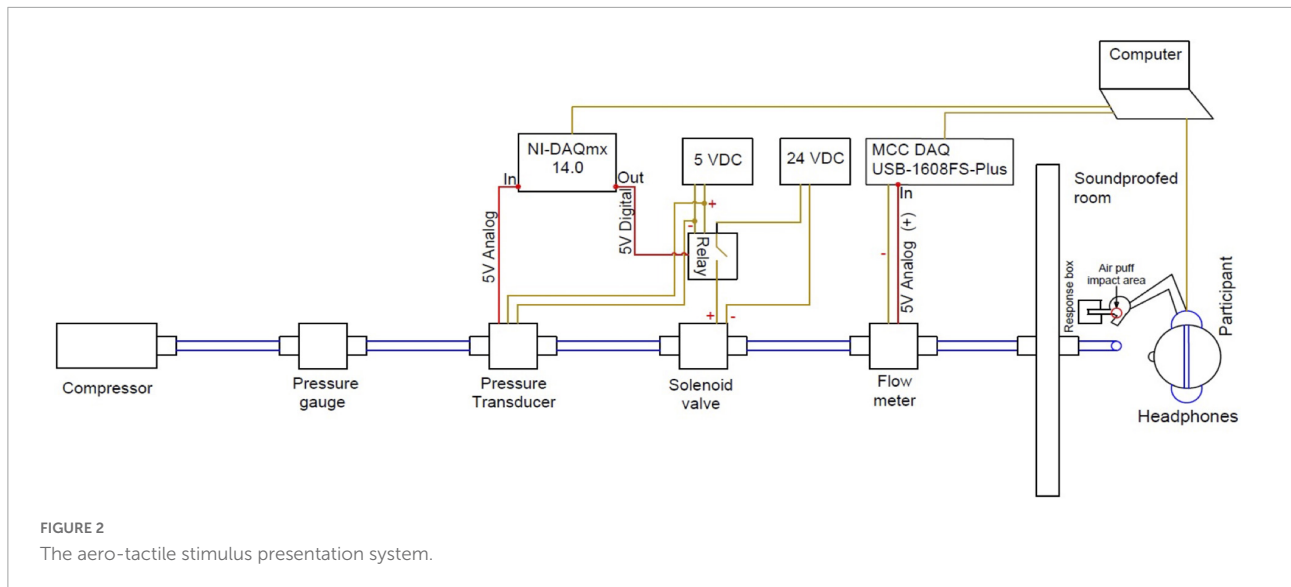 Computer
NI-DAQmx
14.0
5 VDC
24 VDC
MCC DAQ
USB-1608FS-Plus
In
Out
In
5V Analog
5V Digital
+
-
Relay
-
5V Analog (+)
+
-
Soundproofed
room
Air puff
impact area
Response box
Participant
Compressor
Pressure
gauge
Pressure
Transducer
Solenoid
valve
Flow
meter
Headphones
FIGURE 2
The aero-tactile stimulus presentation system.